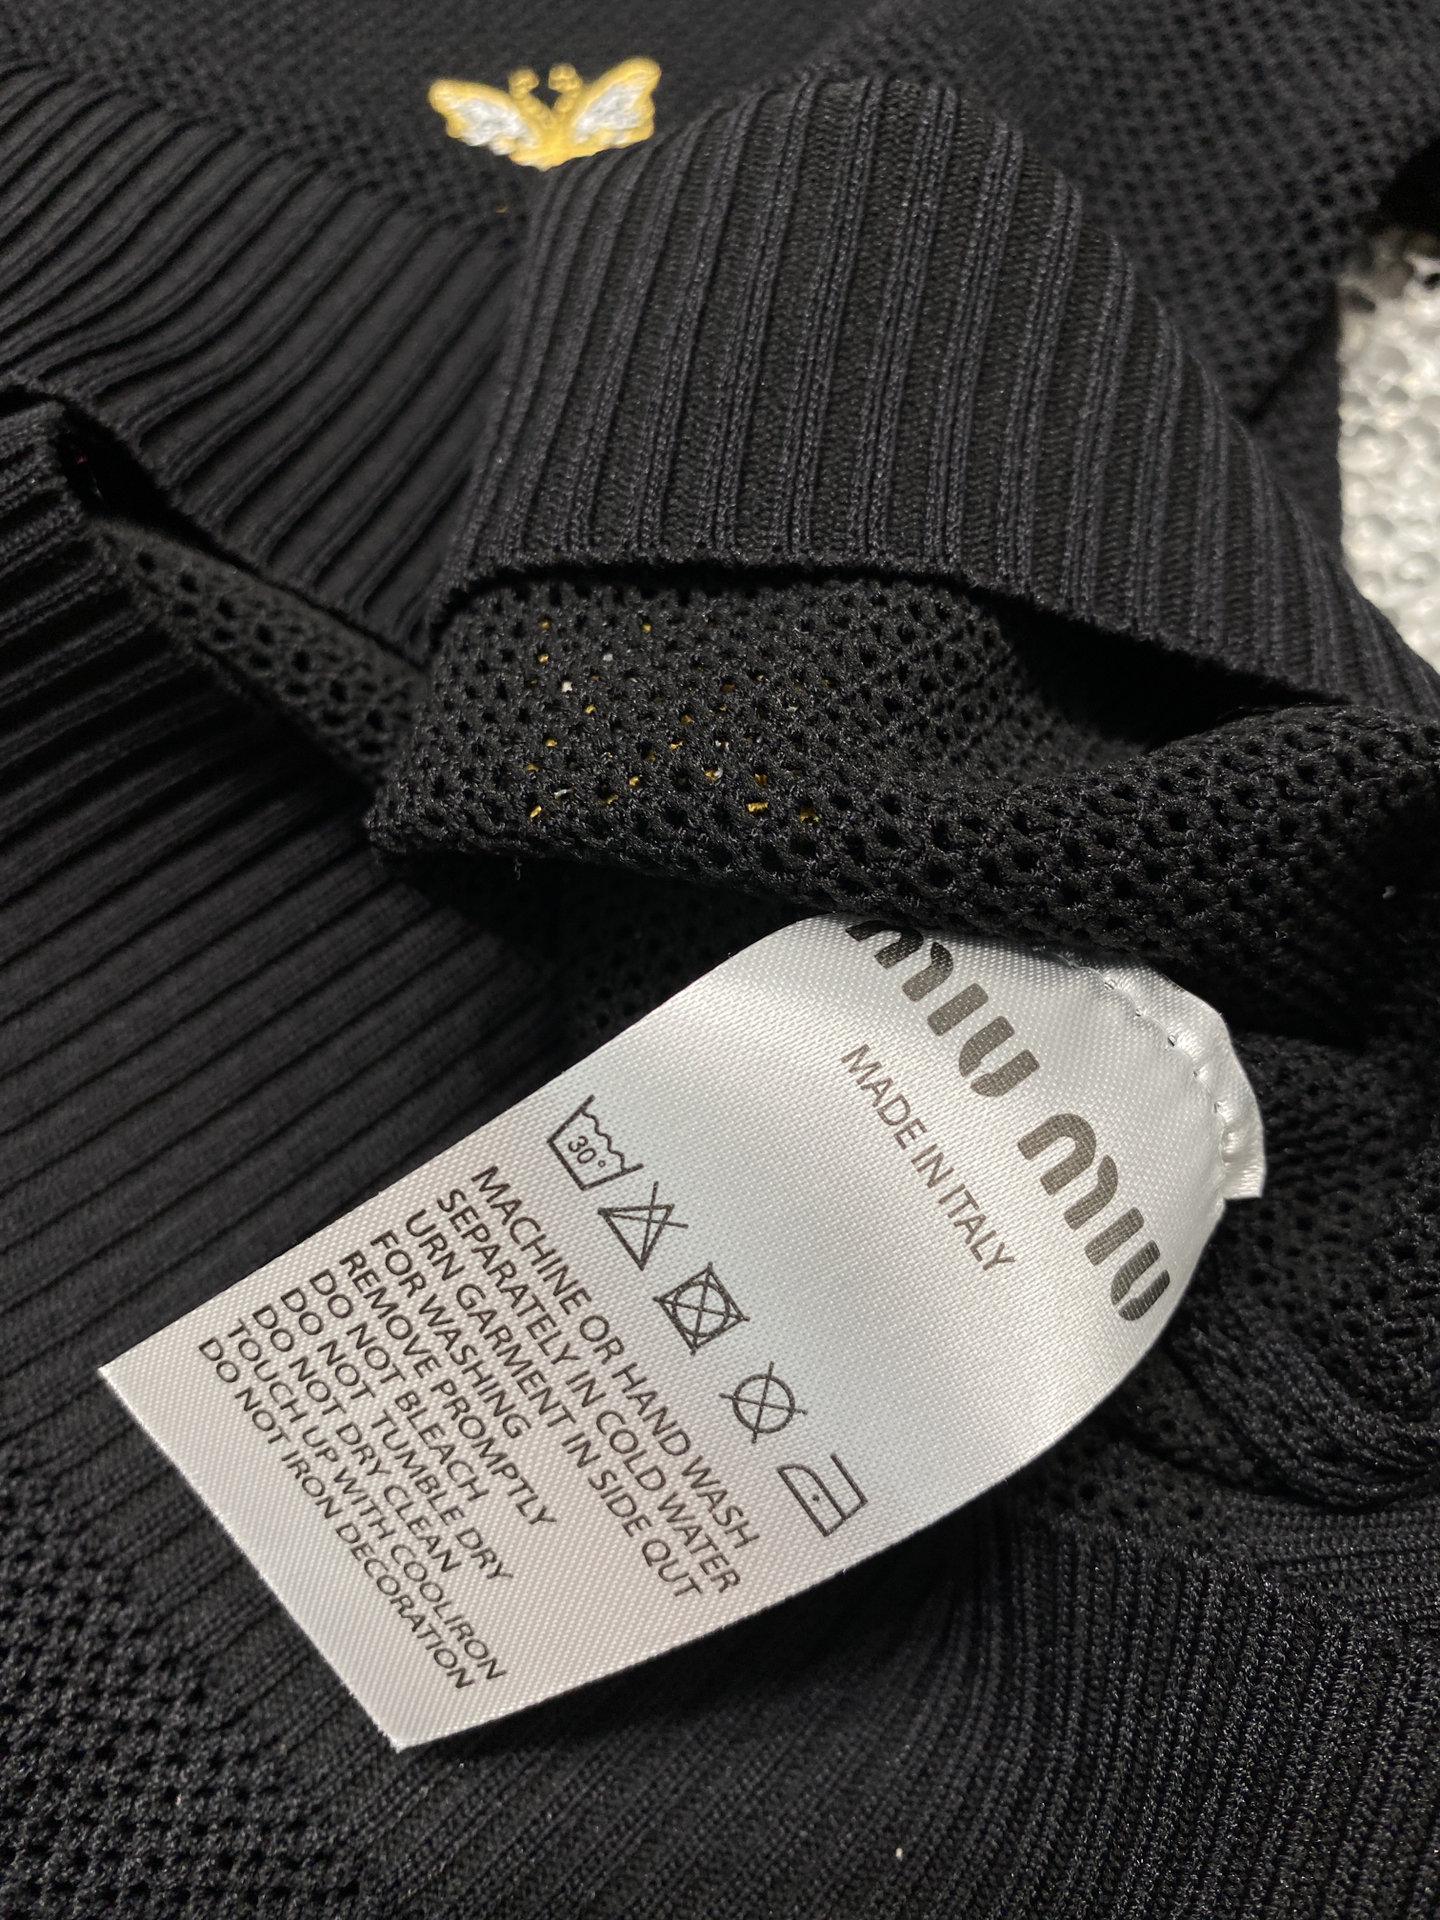 miu miu
MADE IN ITALY
30°
MACHINE OR HAND WASH
SEPARATELY IN COLD WATER
URN GARMENT IN SIDE QUT
FOR WASHING
REMOVE PROMPTLY
DO NOT BLEACH
DO NOT TUMBLE DRY
DO NOT DRY CLEAN
TOUCH UP WITH COOLIRON
DO NOT IRON DECORATION